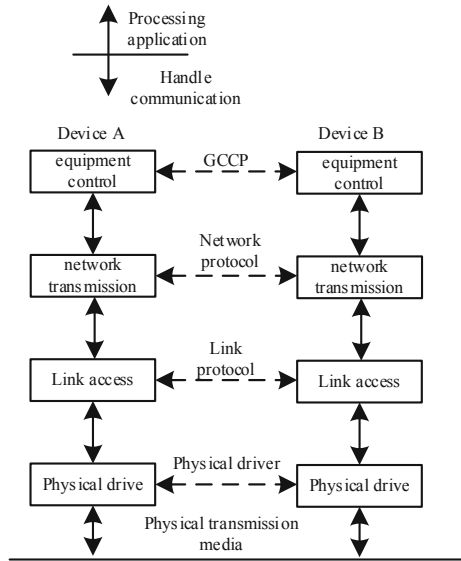 Processing
application
Handle
communication
Device A
Device B
equipment
control
GCCP
equipment
control
Network
protocol
network
transmission
network
transmission
Link
protocol
Link access
Link access
Physical driver
Physical drive
Physical drive
Physical transmission
media